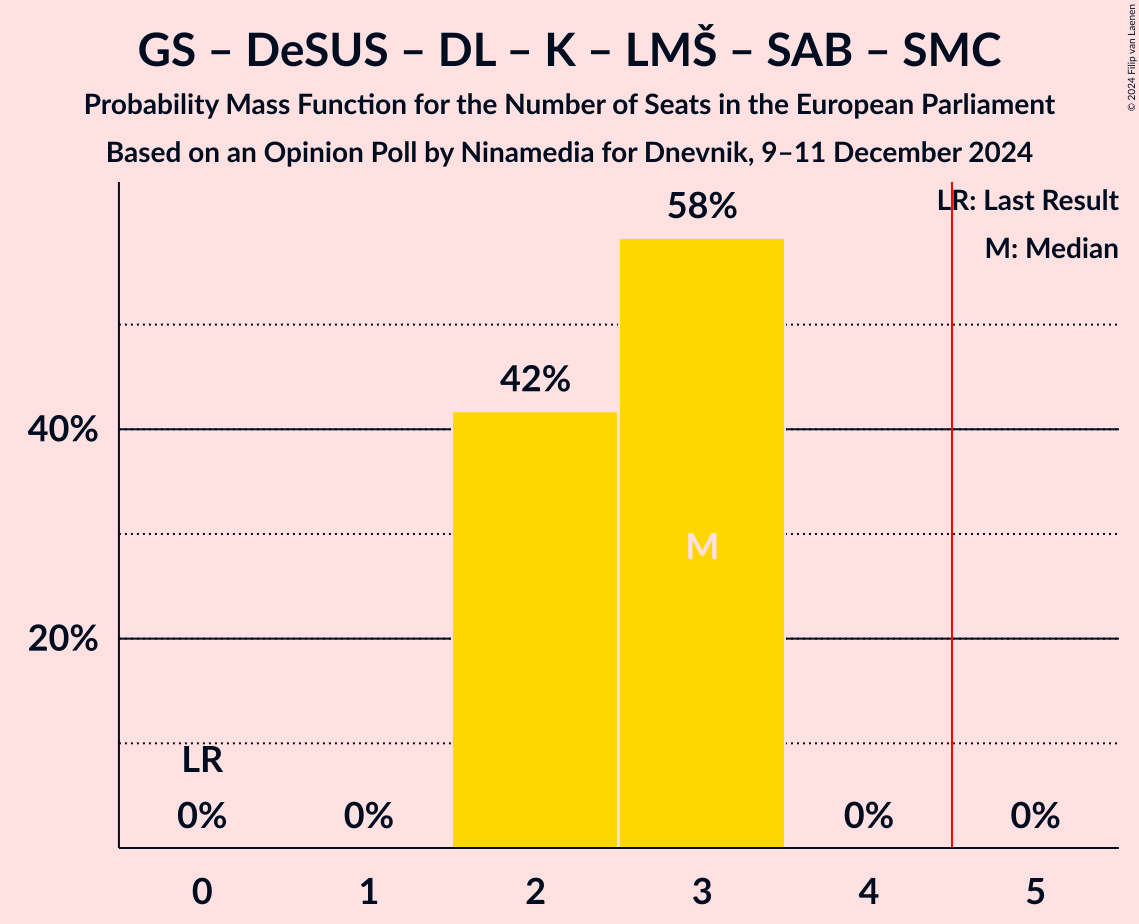 GS – DeSUS – DL – K – LMŠ – SAB – SMC
Probability Mass Function for the Number of Seats in the European Parliament
Based on an Opinion Poll by Ninamedia for Dnevnik, 9–11 December 2024
© 2024 Filip van Laenen
LR: Last Result
M: Median
58%
42%
40%
M
20%
LR
0% 0% 0% 0%
0 1 2 3 4 5